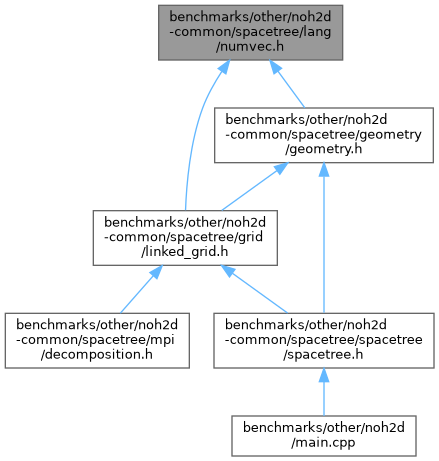 benchmarks/other/noh2d
-common/spacetree/lang
/numvec.h
benchmarks/other/noh2d
-common/spacetree/geometry
/geometry.h
benchmarks/other/noh2d
-common/spacetree/grid
/linked_grid.h
benchmarks/other/noh2d
-common/spacetree/mpi
/decomposition.h
benchmarks/other/noh2d
-common/spacetree/spacetree
/spacetree.h
benchmarks/other/noh2d
/main.cpp